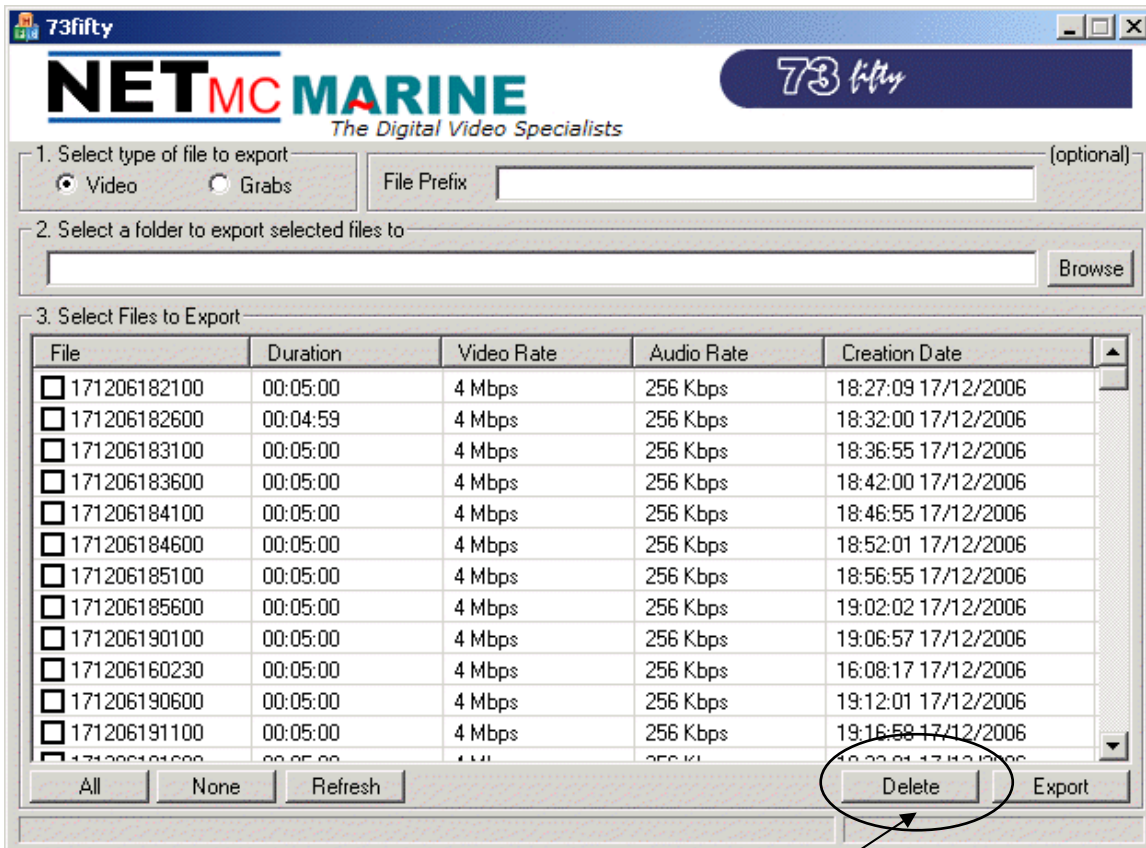 73fifty
NETMC MARINE
The Digital Video Specialists
73 fifty
1. Select type of file to export
Video Grabs
File Prefix
(optional)
2. Select a folder to export selected files to
Browse
3. Select Files to Export
File Duration Video Rate Audio Rate Creation Date
171206182100 00:05:00 4 Mbps 256 Kbps 18:27:09 17/12/2006
171206182600 00:04:59 4 Mbps 256 Kbps 18:32:00 17/12/2006
171206183100 00:05:00 4 Mbps 256 Kbps 18:36:55 17/12/2006
171206183600 00:05:00 4 Mbps 256 Kbps 18:42:00 17/12/2006
171206184100 00:05:00 4 Mbps 256 Kbps 18:46:55 17/12/2006
171206184600 00:05:00 4 Mbps 256 Kbps 18:52:01 17/12/2006
171206185100 00:05:00 4 Mbps 256 Kbps 18:56:55 17/12/2006
171206185600 00:05:00 4 Mbps 256 Kbps 19:02:02 17/12/2006
171206190100 00:05:00 4 Mbps 256 Kbps 19:06:57 17/12/2006
171206160230 00:05:00 4 Mbps 256 Kbps 16:08:17 17/12/2006
171206190600 00:05:00 4 Mbps 256 Kbps 19:12:01 17/12/2006
171206191100 00:05:00 4 Mbps 256 Kbps 19:16:58 17/12/2006
All None Refresh Delete Export